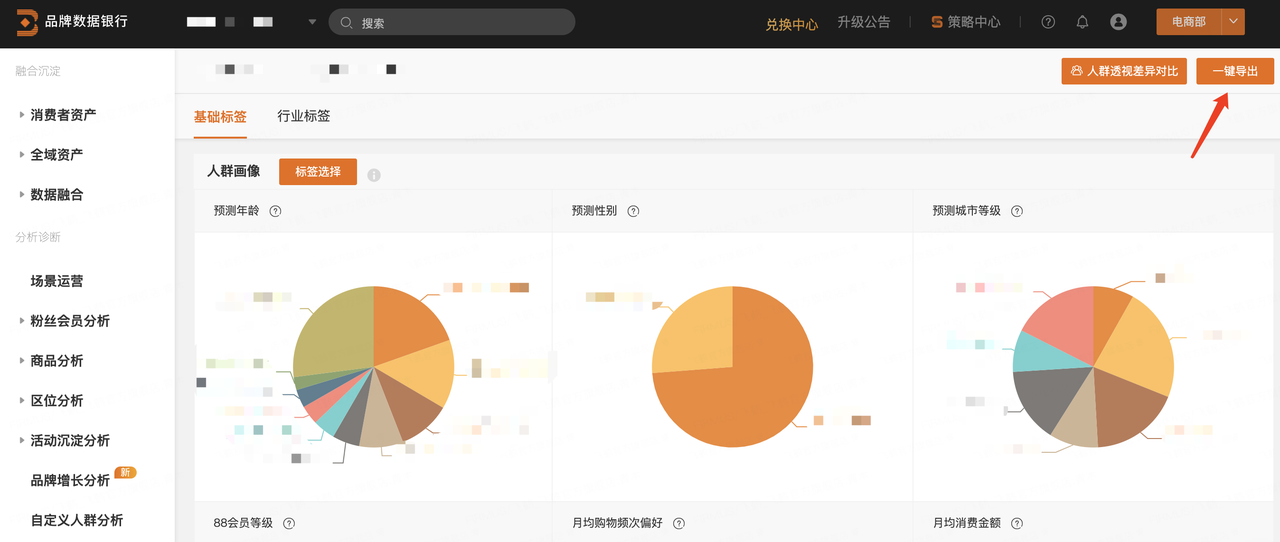 品牌数据银行
搜索
兑换中心
升级公告
策略中心
电商部
融合沉淀
消费者资产
全域资产
数据融合
分析诊断
场景运营
粉丝会员分析
商品分析
区位分析
活动沉淀分析
品牌增长分析
新
自定义人群分析
人群透视差异对比
一键导出
基础标签
行业标签
人群画像
标签选择
预测年龄
预测性别
预测城市等级
88会员等级
月均购物频次偏好
月均消费金额